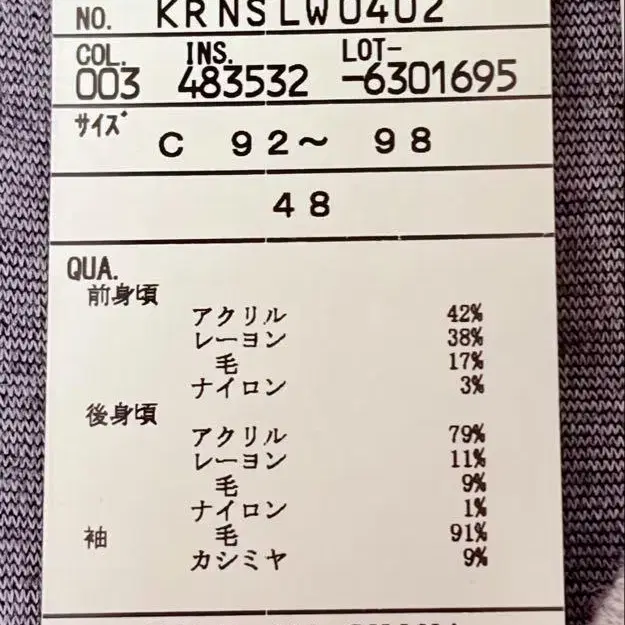 NO. KRNSLW0402
COL. INS. LOT-
003 483532 -6301695
サイズ
C 92～ 98
48
QUA.
前身頃
アクリル 42%
レーヨン 38%
毛 17%
ナイロン 3%
後身頃
アクリル 79%
レーヨン 11%
毛 9%
ナイロン 1%
袖 毛 91%
カシミヤ 9%